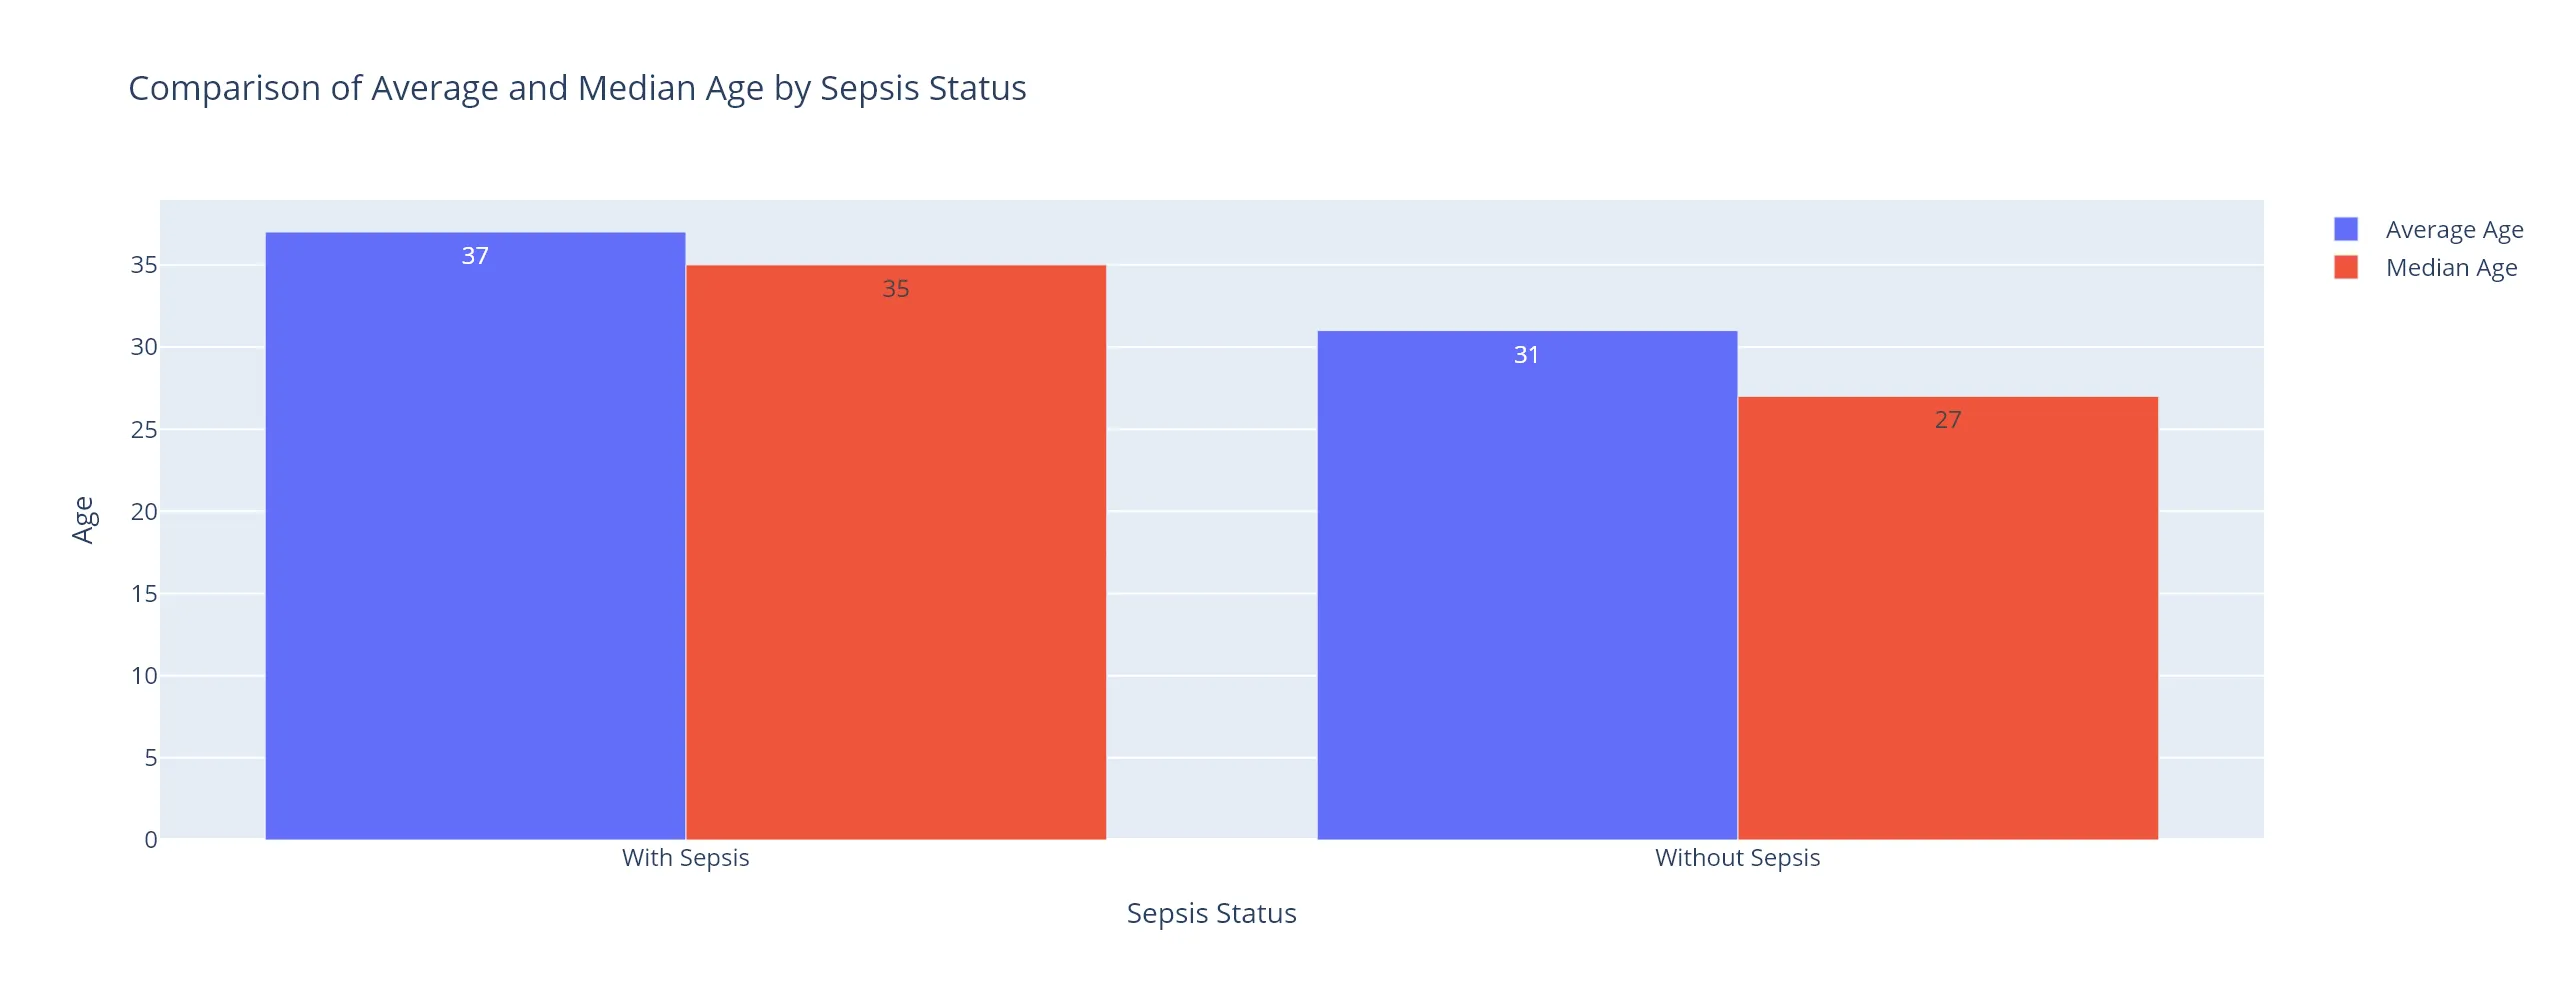 Comparison of Average and Median Age by Sepsis Status
Average Age
Median Age
37
35
31
27
35
30
25
20
15
10
5
0
Age
With Sepsis
Without Sepsis
Sepsis Status